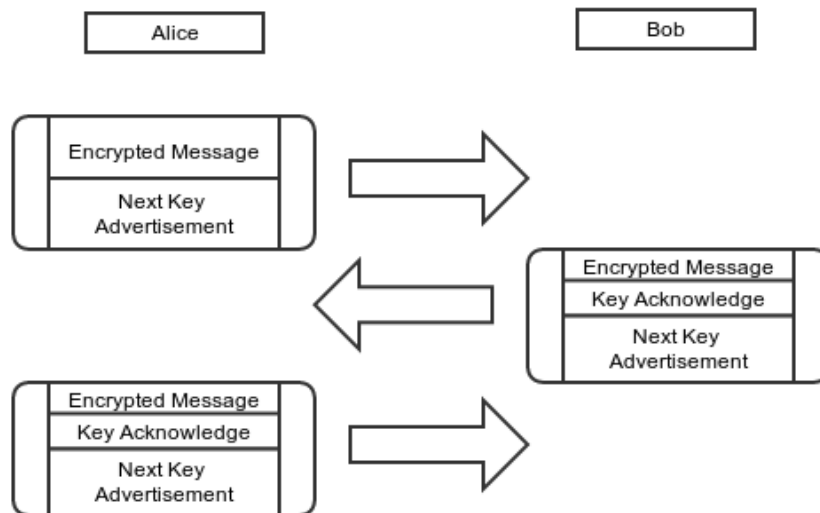 Alice
Bob
Encrypted Message
Next Key
Advertisement
Encrypted Message
Key Acknowledge
Next Key
Advertisement
Encrypted Message
Key Acknowledge
Next Key
Advertisement